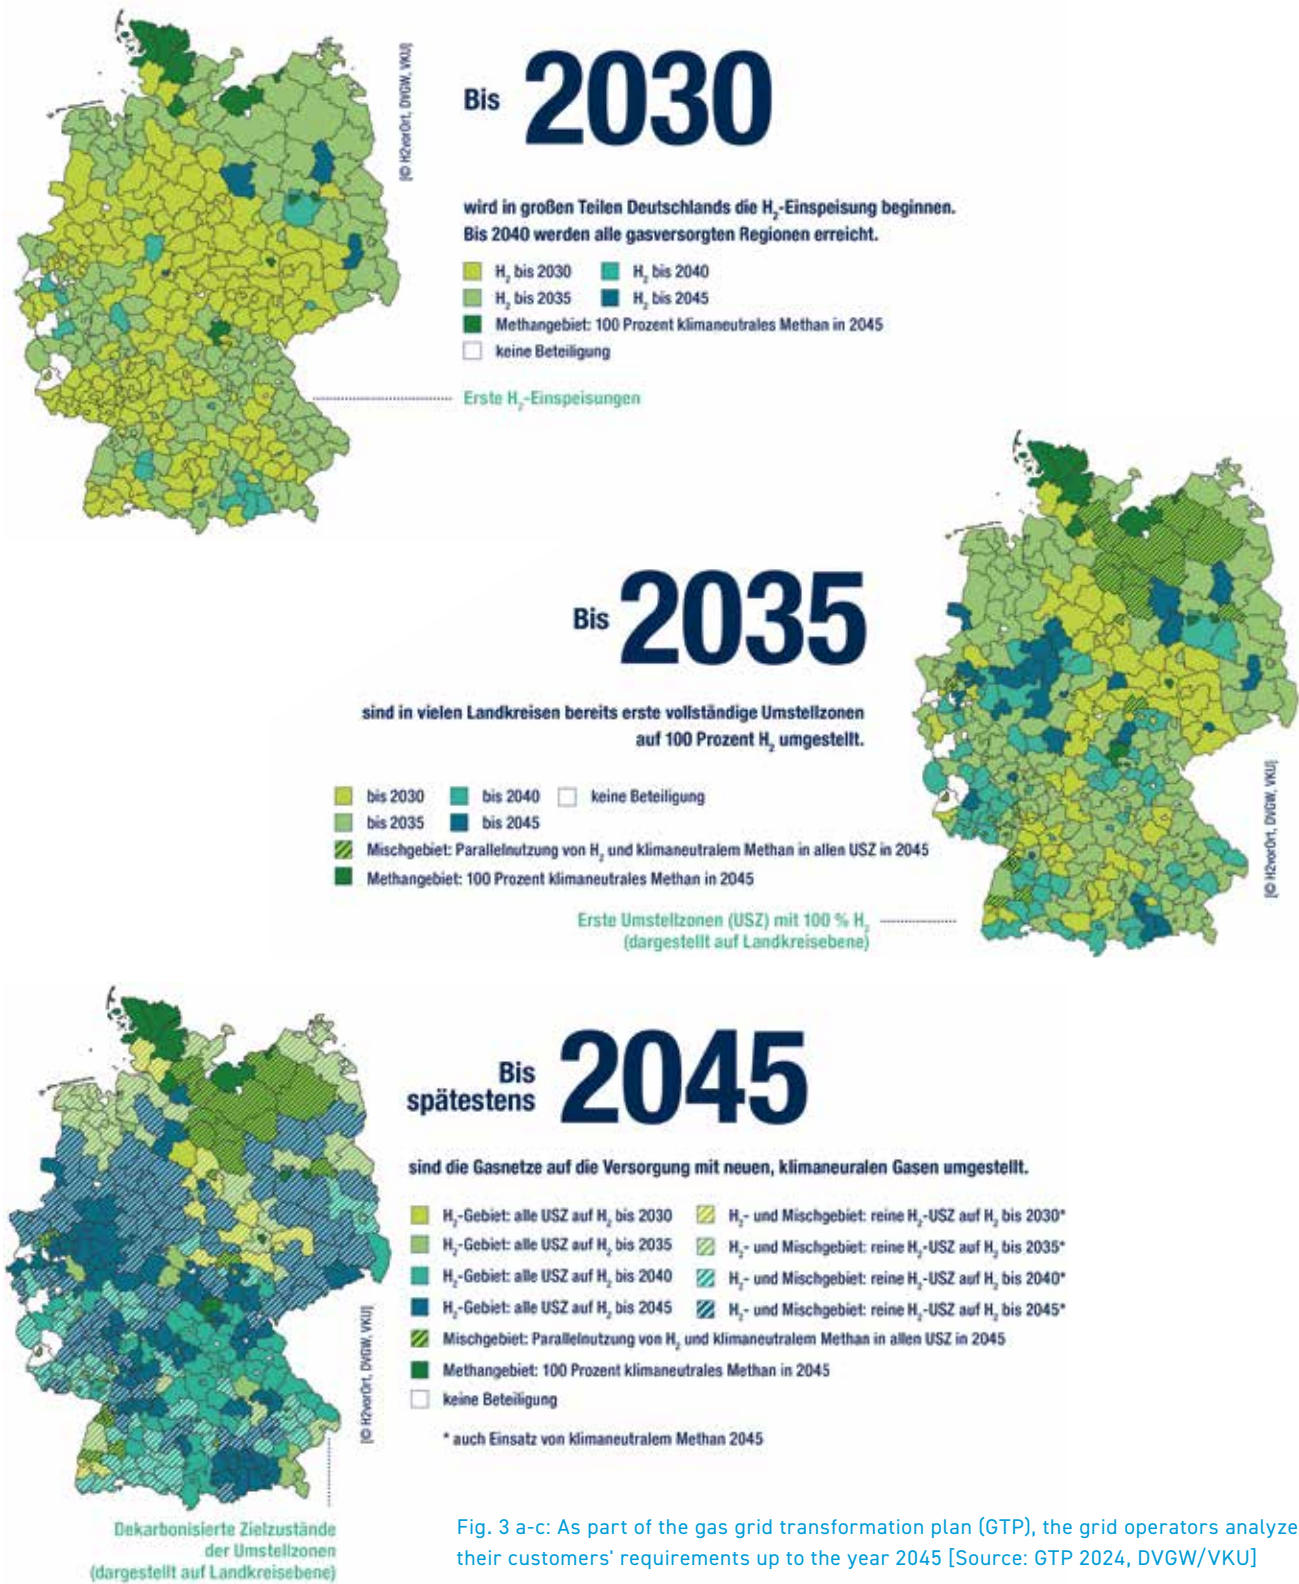 Bis 2030
[© H2vorOrt, DVGW, VKU]
wird in großen Teilen Deutschlands die H₂-Einspeisung beginnen.
Bis 2040 werden alle gasversorgten Regionen erreicht.
H₂ bis 2030
H₂ bis 2040
H₂ bis 2035
H₂ bis 2045
Methangebiet: 100 Prozent klimaneutrales Methan in 2045
keine Beteiligung
Erste H₂-Einspeisungen
Bis 2035
sind in vielen Landkreisen bereits erste vollständige Umstellzonen
auf 100 Prozent H₂ umgestellt.
bis 2030
bis 2040
keine Beteiligung
bis 2035
bis 2045
Mischgebiet: Parallelnutzung von H₂ und klimaneutralem Methan in allen USZ in 2045
Methangebiet: 100 Prozent klimaneutrales Methan in 2045
[© H2vorOrt, DVGW, VKU]
Erste Umstellzonen (USZ) mit 100 % H₂
(dargestellt auf Landkreisebene)
Bis
spätestens 2045
sind die Gasnetze auf die Versorgung mit neuen, klimaneuralen Gasen umgestellt.
H₂-Gebiet: alle USZ auf H₂ bis 2030
H₂- und Mischgebiet: reine H₂-USZ auf H₂ bis 2030*
H₂-Gebiet: alle USZ auf H₂ bis 2035
H₂- und Mischgebiet: reine H₂-USZ auf H₂ bis 2035*
H₂-Gebiet: alle USZ auf H₂ bis 2040
H₂- und Mischgebiet: reine H₂-USZ auf H₂ bis 2040*
H₂-Gebiet: alle USZ auf H₂ bis 2045
H₂- und Mischgebiet: reine H₂-USZ auf H₂ bis 2045*
Mischgebiet: Parallelnutzung von H₂ und klimaneutralem Methan in allen USZ in 2045
Methangebiet: 100 Prozent klimaneutrales Methan in 2045
keine Beteiligung
* auch Einsatz von klimaneutralem Methan 2045
[© H2vorOrt, DVGW, VKU]
Dekarbonisierte Zielzustände
der Umstellzonen
(dargestellt auf Landkreisebene)
Fig. 3 a-c: As part of the gas grid transformation plan (GTP), the grid operators analyze
their customers' requirements up to the year 2045 [Source: GTP 2024, DVGW/VKU]